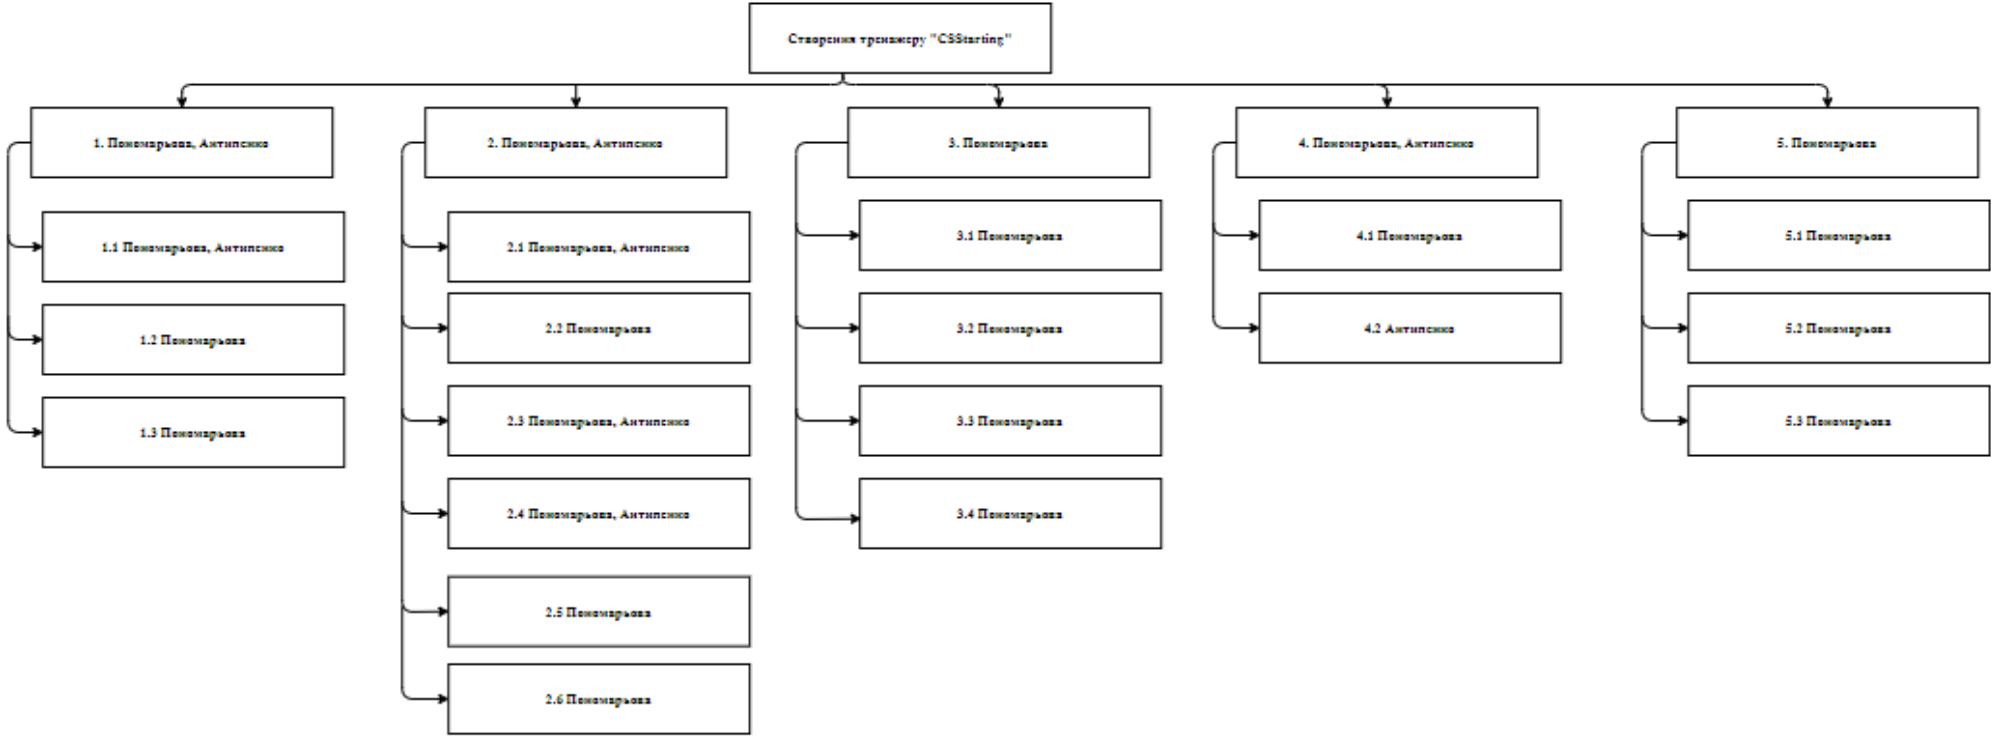 Створення тренажеру "CSStarting"
1. Пономарьова, Антипенко
2. Пономарьова, Антипенко
3. Пономарьова
4. Пономарьова, Антипенко
5. Пономарьова
1.1 Пономарьова, Антипенко
1.2 Пономарьова
1.3 Пономарьова
2.1 Пономарьова, Антипенко
2.2 Пономарьова
2.3 Пономарьова, Антипенко
2.4 Пономарьова, Антипенко
2.5 Пономарьова
2.6 Пономарьова
3.1 Пономарьова
3.2 Пономарьова
3.3 Пономарьова
3.4 Пономарьова
4.1 Пономарьова
4.2 Антипенко
5.1 Пономарьова
5.2 Пономарьова
5.3 Пономарьова